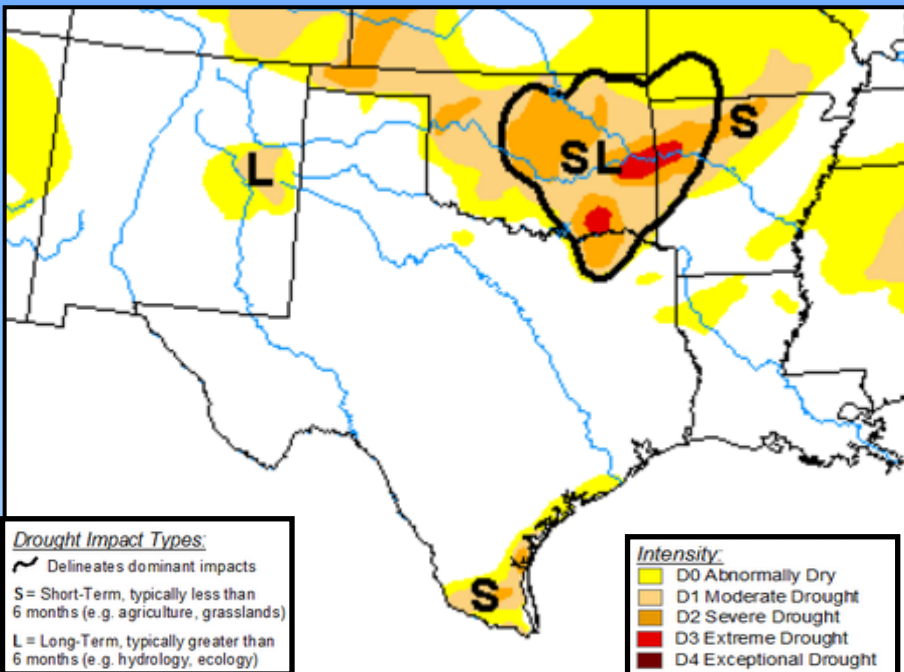 L
S L
S
S
Drought Impact Types:
Delineates dominant impacts
S = Short-Term, typically less than
6 months (e.g. agriculture, grasslands)
L = Long-Term, typically greater than
6 months (e.g. hydrology, ecology)
Intensity:
D0 Abnormally Dry
D1 Moderate Drought
D2 Severe Drought
D3 Extreme Drought
D4 Exceptional Drought